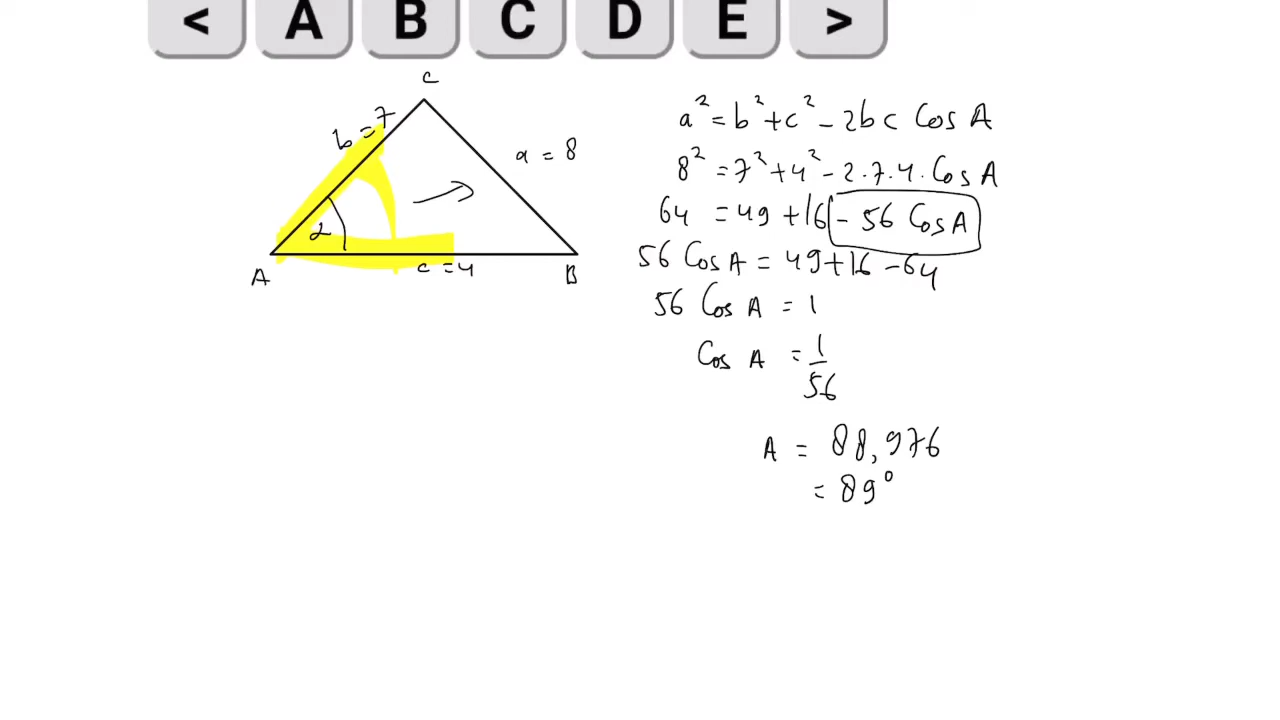 < A B C D E >
C
b = 7
a = 8
α
c = 4
A
B
a² = b² + c² - 2bc Cos A
8² = 7² + 4² - 2·7·4·Cos A
64 = 49 + 16 - 56 Cos A
56 Cos A = 49 + 16 - 64
56 Cos A = 1
Cos A = 1/56
A = 88,976
= 89°